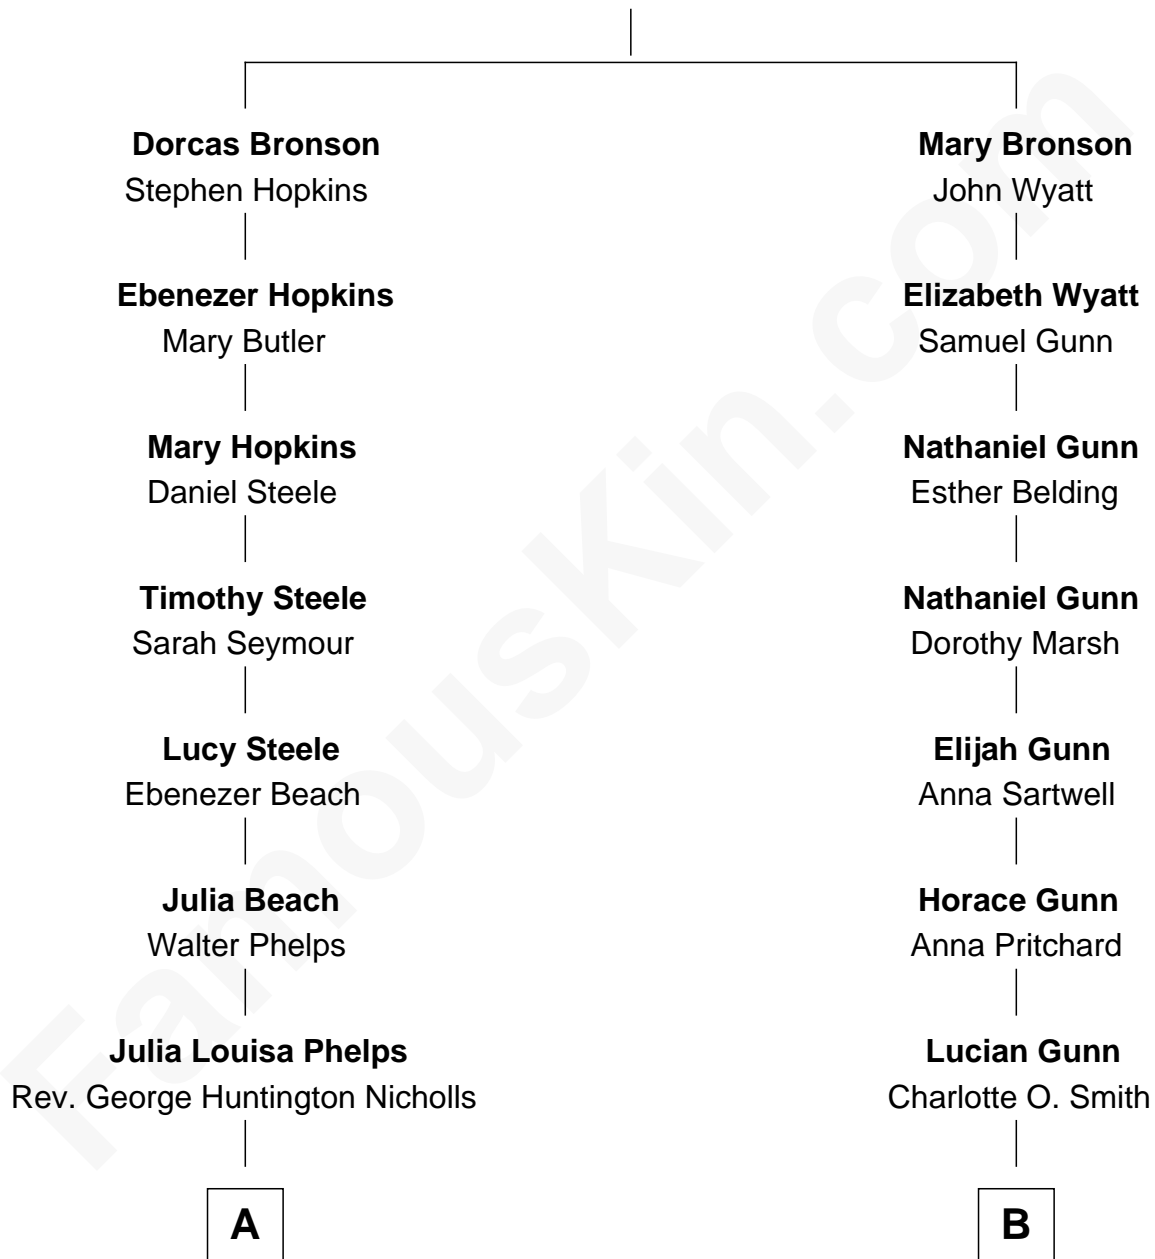 Dorcas Bronson
Stephen Hopkins
Mary Bronson
John Wyatt
Ebenezer Hopkins
Mary Butler
Elizabeth Wyatt
Samuel Gunn
Mary Hopkins
Daniel Steele
Nathaniel Gunn
Esther Belding
Timothy Steele
Sarah Seymour
Nathaniel Gunn
Dorothy Marsh
Lucy Steele
Ebenezer Beach
Elijah Gunn
Anna Sartwell
Julia Beach
Walter Phelps
Horace Gunn
Anna Pritchard
Julia Louisa Phelps
Rev. George Huntington Nicholls
Lucian Gunn
Charlotte O. Smith
A
B
FamousKin.com